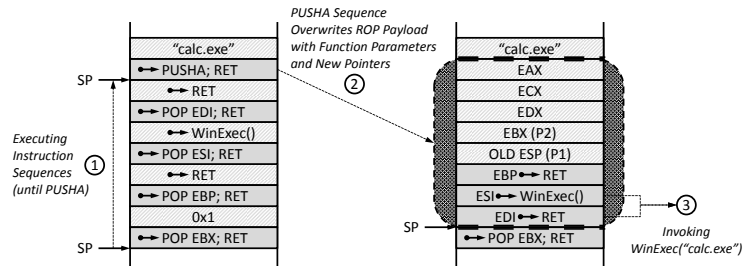 PUSHA Sequence
Overwrites ROP Payload
with Function Parameters
and New Pointers
2
"calc.exe"
PUSHA; RET
SP
RET
POP EDI; RET
WinExec()
POP ESI; RET
RET
POP EBP; RET
0x1
SP
POP EBX; RET
Executing
Instruction
Sequences
(until PUSHA)
1
"calc.exe"
EAX
ECX
EDX
EBX (P2)
OLD ESP (P1)
EBP RET
ESI WinExec()
SP
EDI RET
POP EBX; RET
3
Invoking
WinExec("calc.exe")